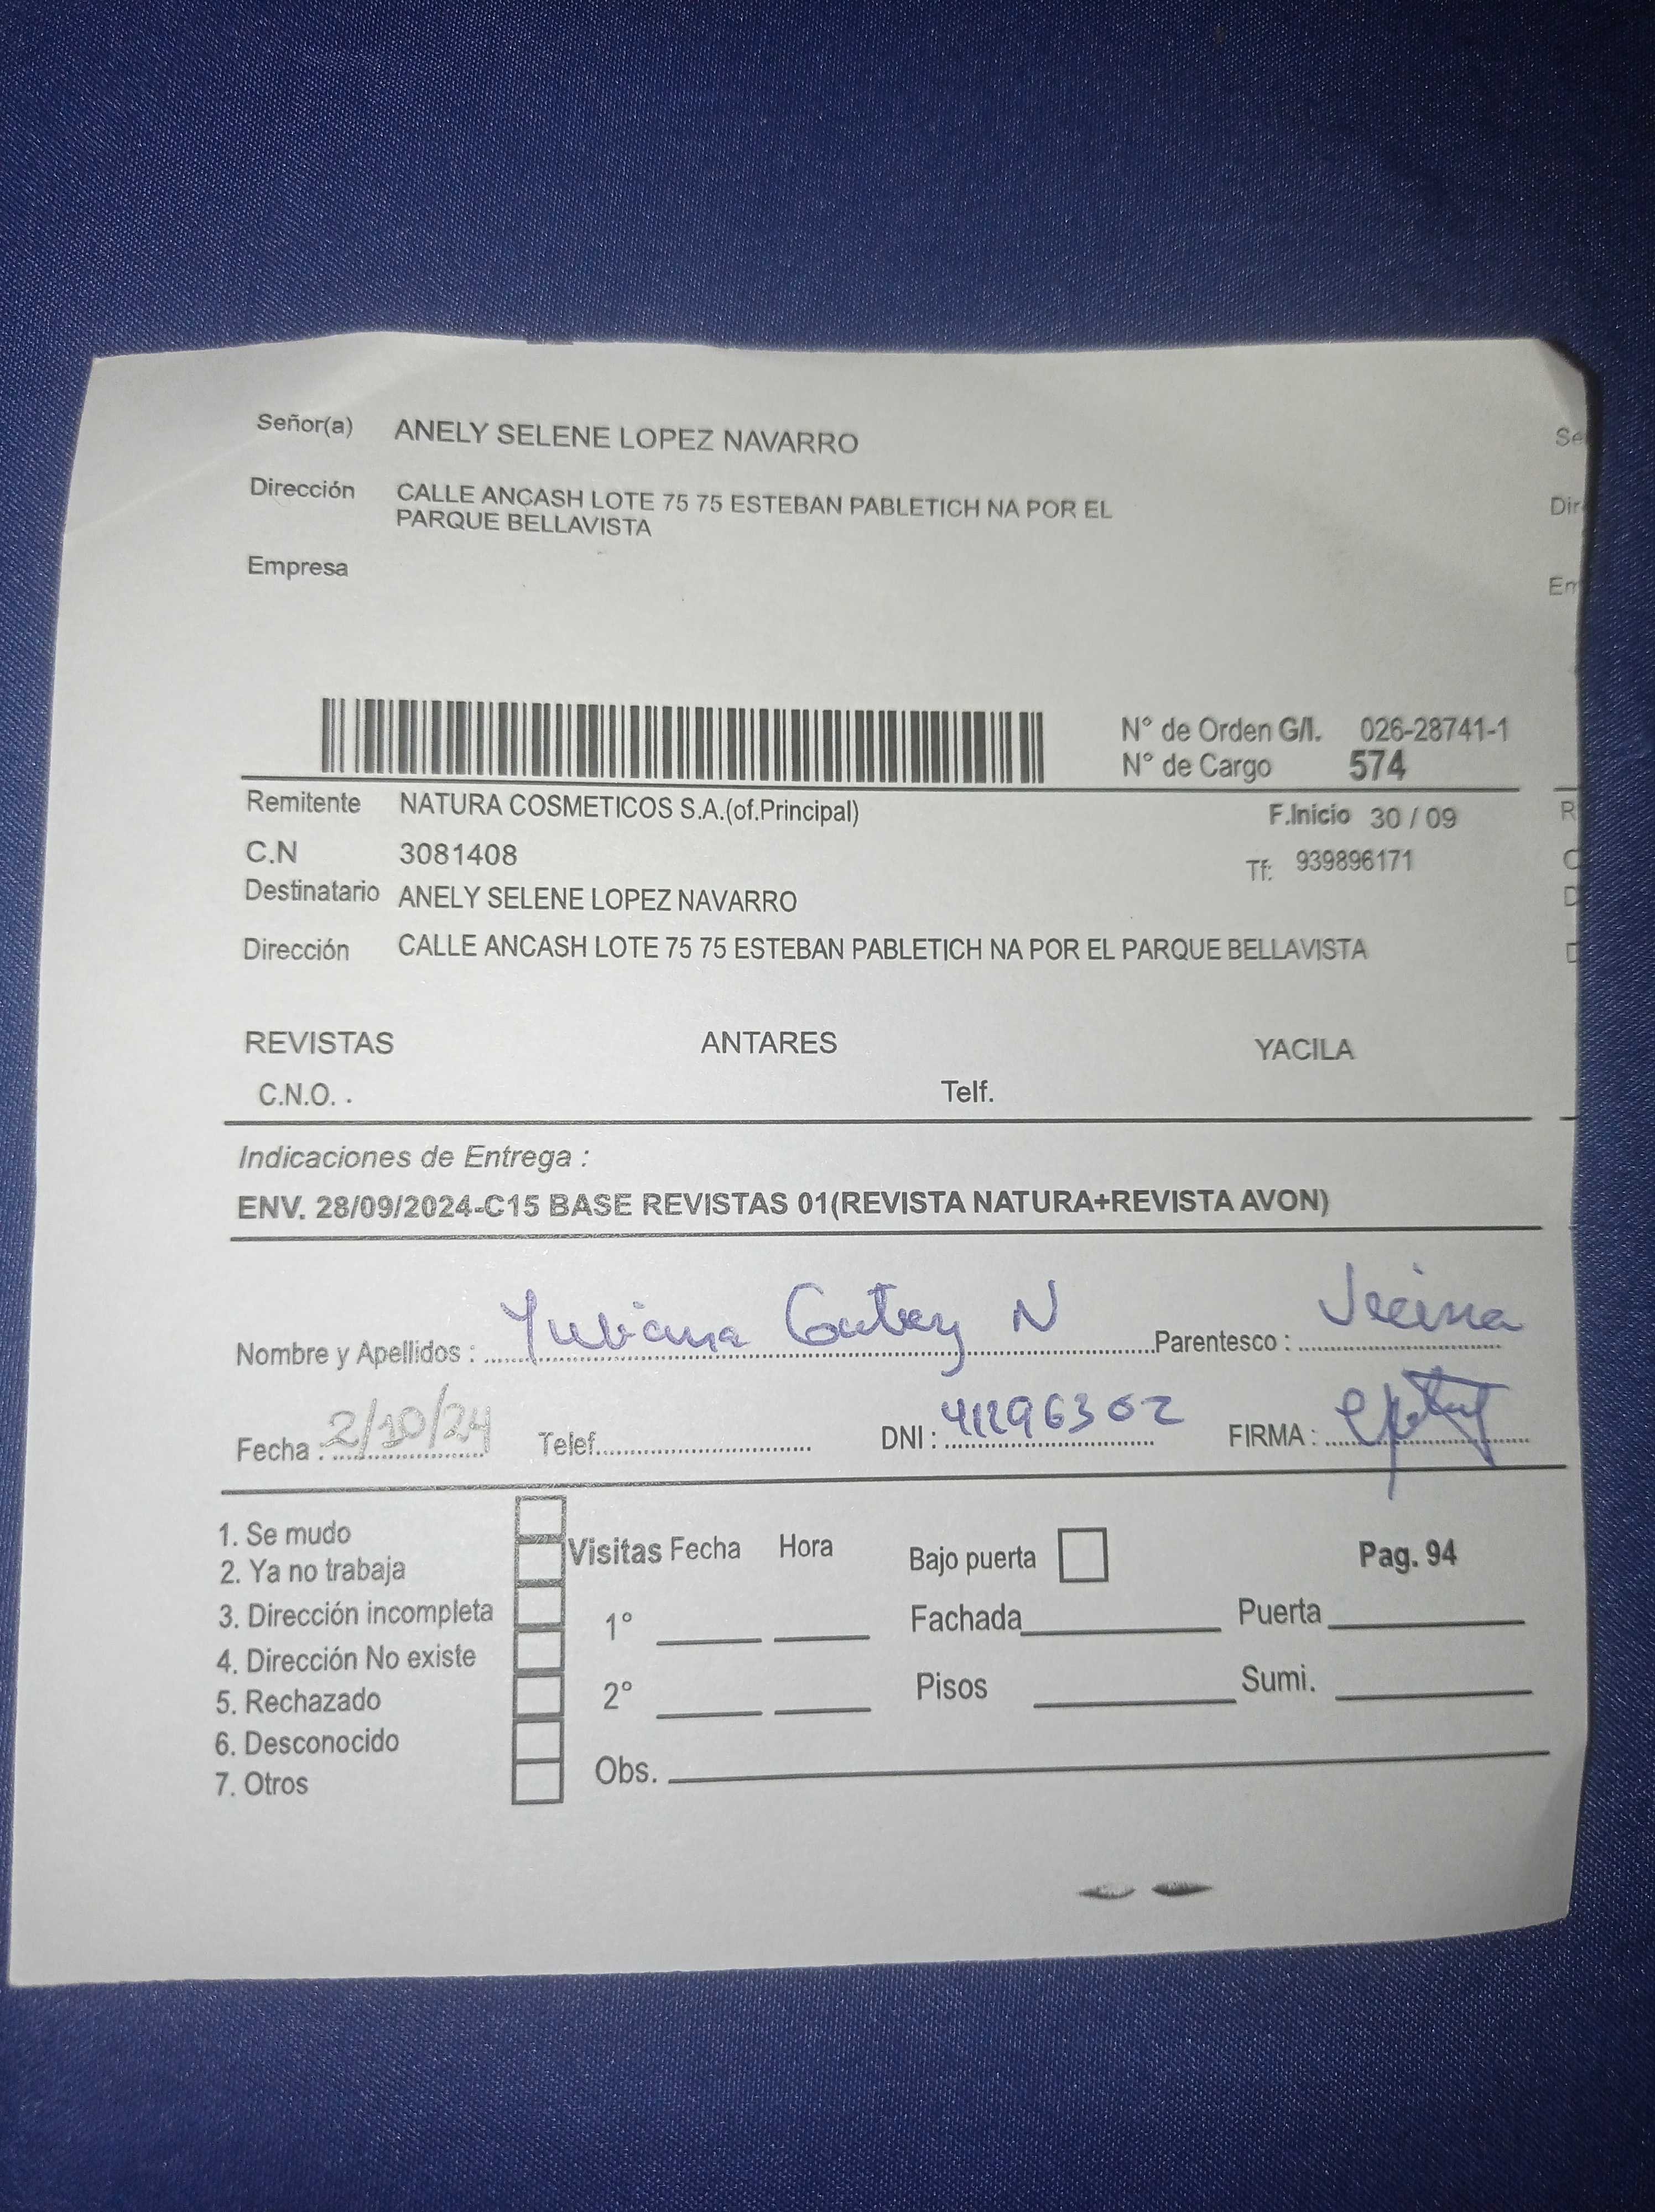 Señor(a) ANELY SELENE LOPEZ NAVARRO
Se
Dirección CALLE ANCASH LOTE 75 75 ESTEBAN PABLETICH NA POR EL
PARQUE BELLAVISTA
Dir
Empresa
Em
N° de Orden G/I. 026-28741-1
N° de Cargo 574
Remitente NATURA COSMETICOS S.A.(of.Principal) F.Inicio 30 / 09
R
C.N 3081408 Tf: 939896171
C
Destinatario ANELY SELENE LOPEZ NAVARRO
D
Dirección CALLE ANCASH LOTE 75 75 ESTEBAN PABLETICH NA POR EL PARQUE BELLAVISTA
D
REVISTAS ANTARES YACILA
C.N.O. . Telf.
Indicaciones de Entrega :
ENV. 28/09/2024-C15 BASE REVISTAS 01(REVISTA NATURA+REVISTA AVON)
Nombre y Apellidos : Yubiana N Parentesco : Vecina
Fecha : 2/10/24 Telef. DNI : 41296302 FIRMA :
1. Se mudo
2. Ya no trabaja
3. Dirección incompleta
4. Dirección No existe
5. Rechazado
6. Desconocido
7. Otros
Visitas Fecha Hora
1°
2°
Obs.
Bajo puerta Pag. 94
Fachada Puerta
Pisos Sumi.